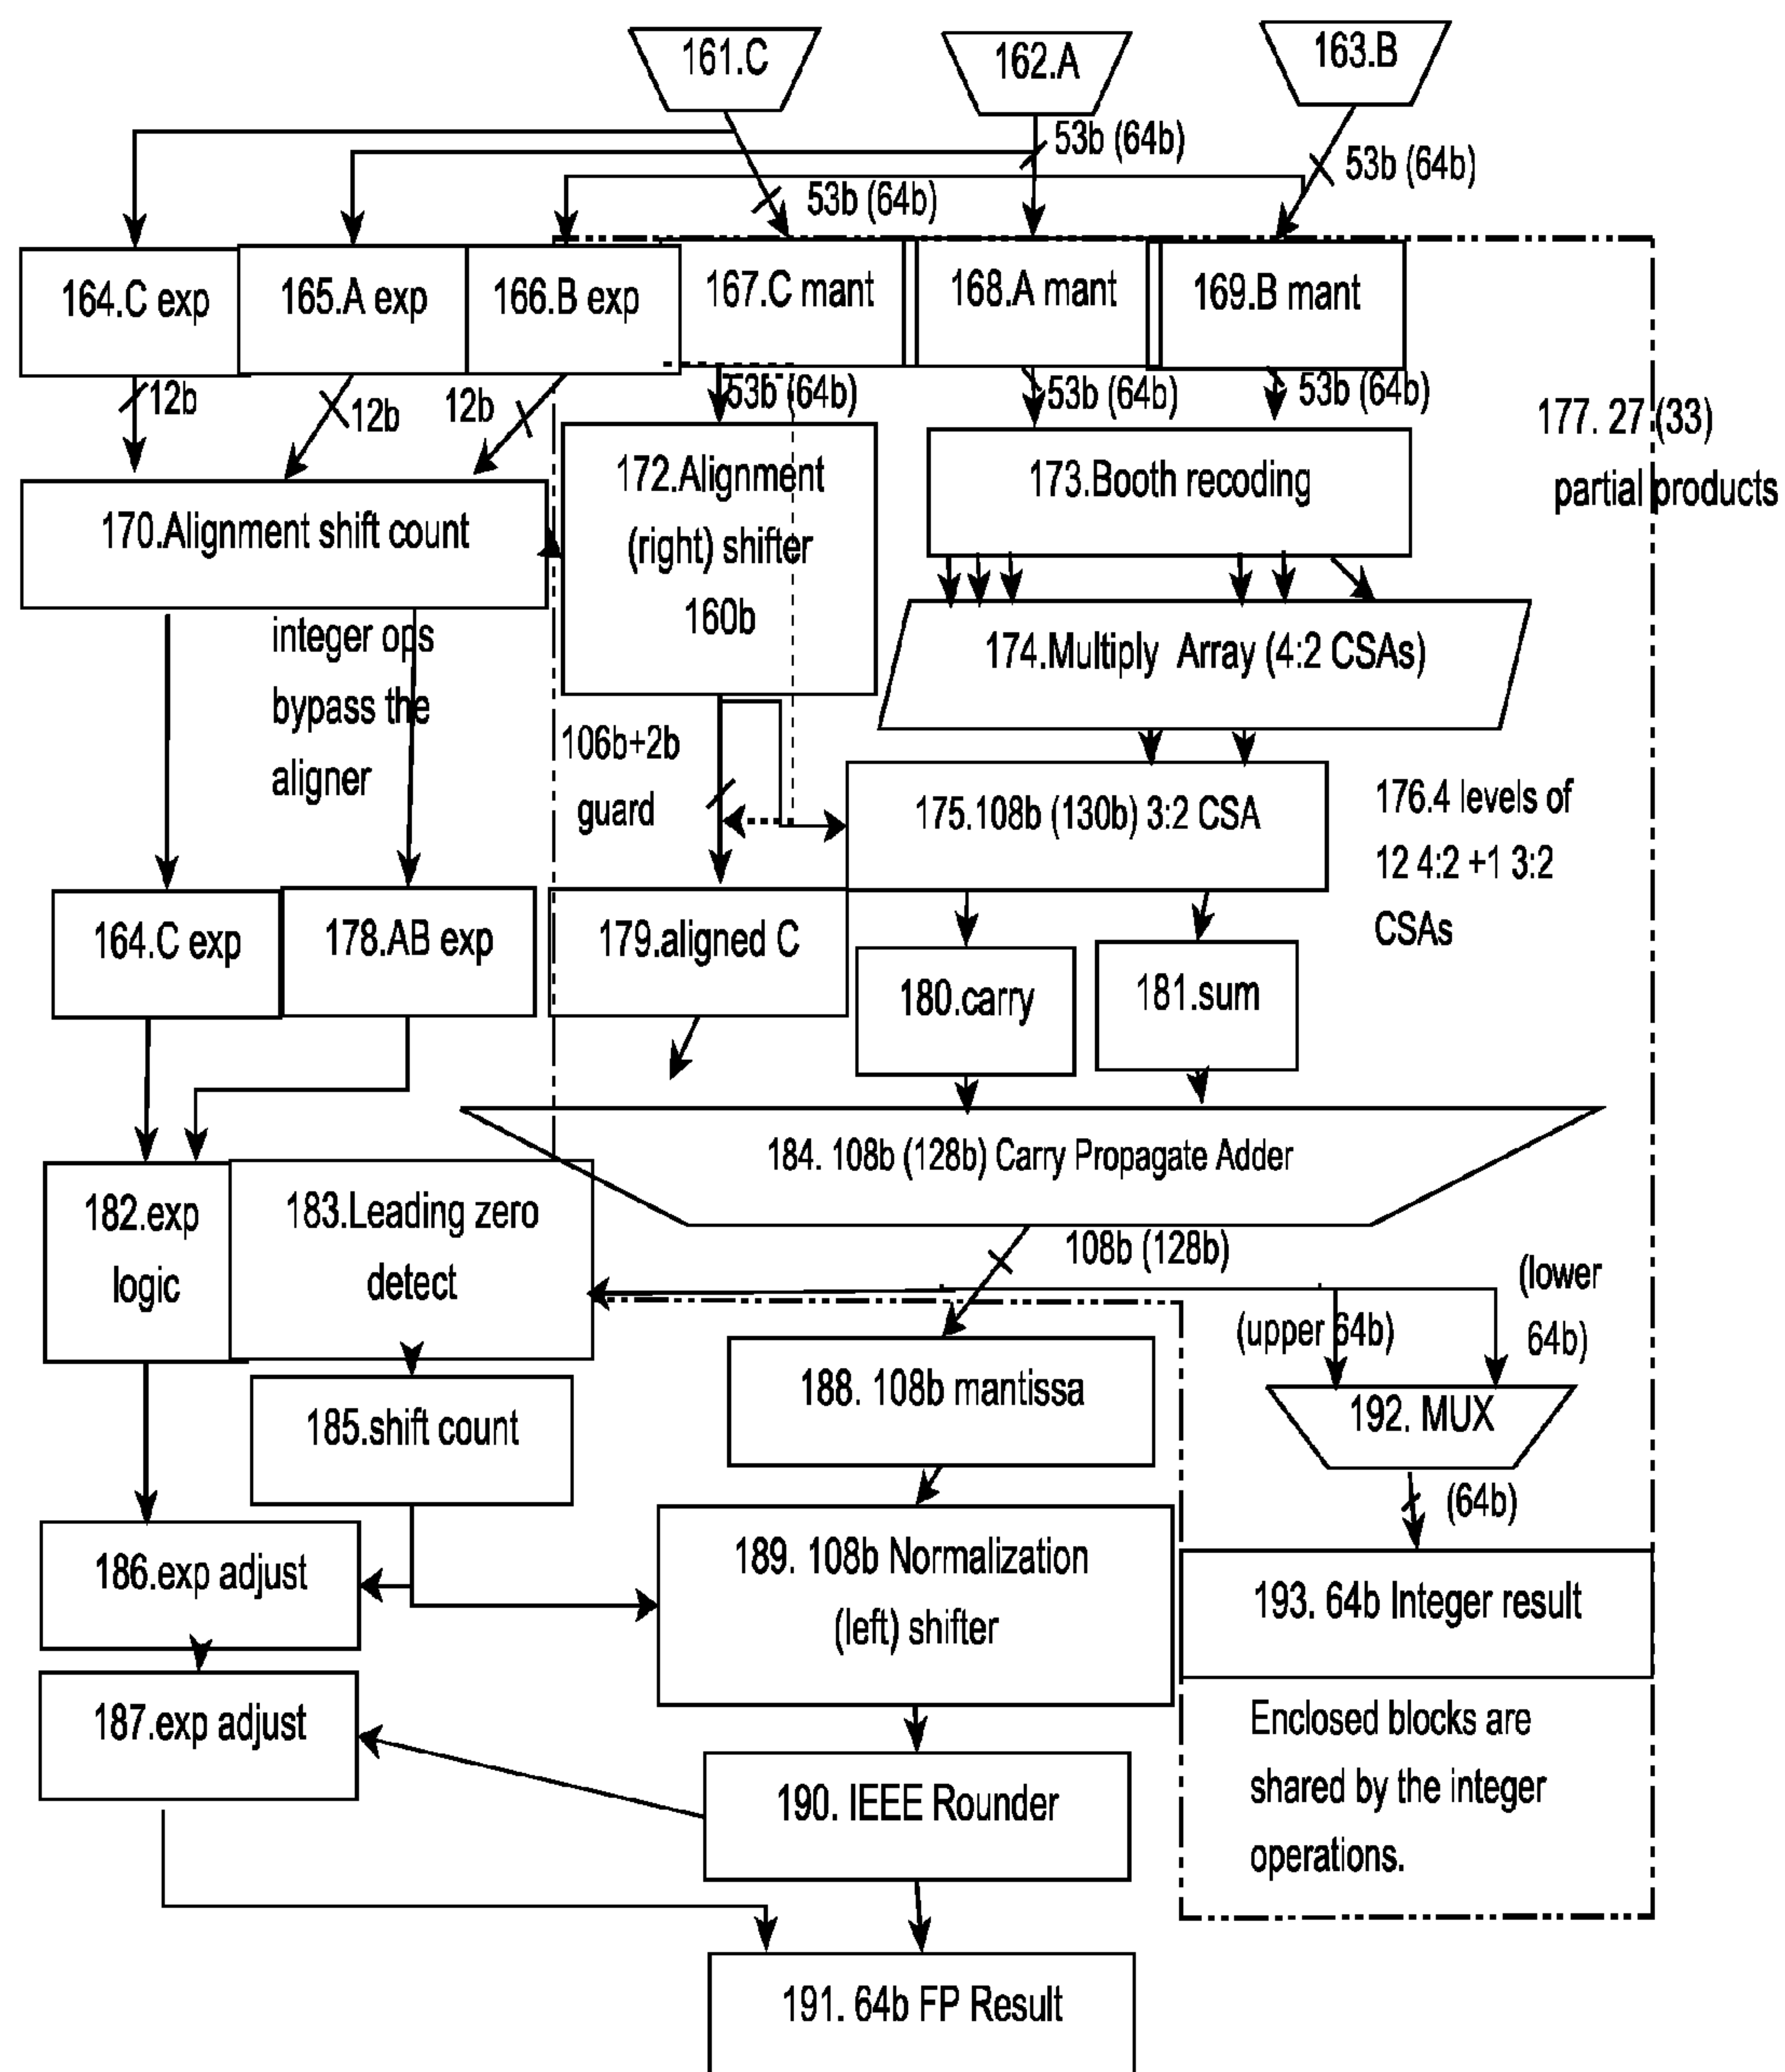 161.C
162.A
163.B
53b (64b)
53b (64b)
53b (64b)
164.C exp
165.A exp
166.B exp
167.C mant
168.A mant
169.B mant
12b
12b
12b
53b (64b)
53b (64b)
53b (64b)
177. 27 (33)
partial products
170.Alignment shift count
172.Alignment
(right) shifter
160b
173.Booth recoding
integer ops
bypass the
aligner
174.Multiply Array (4:2 CSAs)
106b+2b
guard
175.108b (130b) 3:2 CSA
176.4 levels of
12 4:2 +1 3:2
CSAs
164.C exp
178.AB exp
179.aligned C
180.carry
181.sum
184. 108b (128b) Carry Propagate Adder
182.exp
logic
183.Leading zero
detect
108b (128b)
(upper 64b)
(lower
64b)
188. 108b mantissa
192. MUX
185.shift count
(64b)
186.exp adjust
189. 108b Normalization
(left) shifter
193. 64b Integer result
187.exp adjust
190. IEEE Rounder
Enclosed blocks are
shared by the integer
operations.
191. 64b FP Result